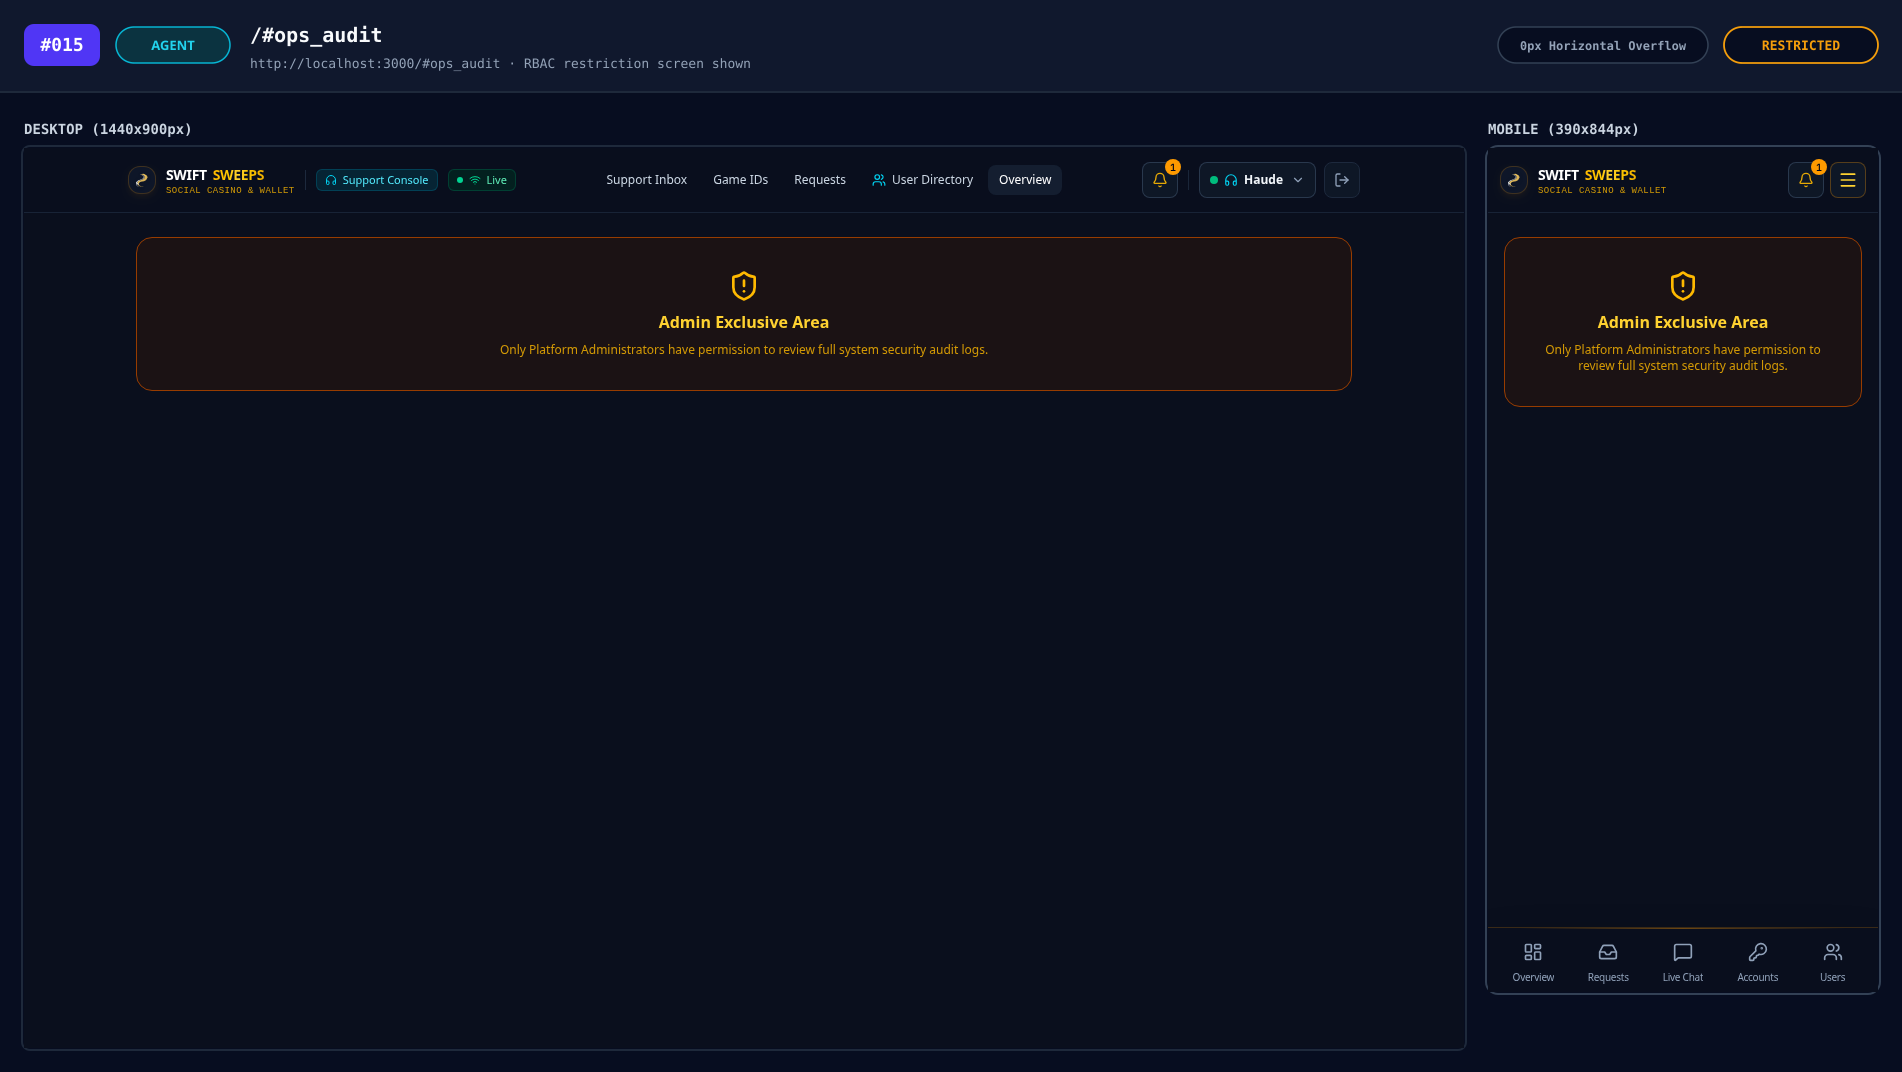 #015
AGENT
/#ops_audit
http://localhost:3000/#ops_audit · RBAC restriction screen shown
0px Horizontal Overflow
RESTRICTED
DESKTOP (1440x900px)
SWIFT SWEEPS
SOCIAL CASINO & WALLET
Support Console
Live
Support Inbox
Game IDs
Requests
User Directory
Overview
1
Haude
Admin Exclusive Area
Only Platform Administrators have permission to review full system security audit logs.
MOBILE (390x844px)
SWIFT SWEEPS
SOCIAL CASINO & WALLET
1
Admin Exclusive Area
Only Platform Administrators have permission to
review full system security audit logs.
Overview
Requests
Live Chat
Accounts
Users